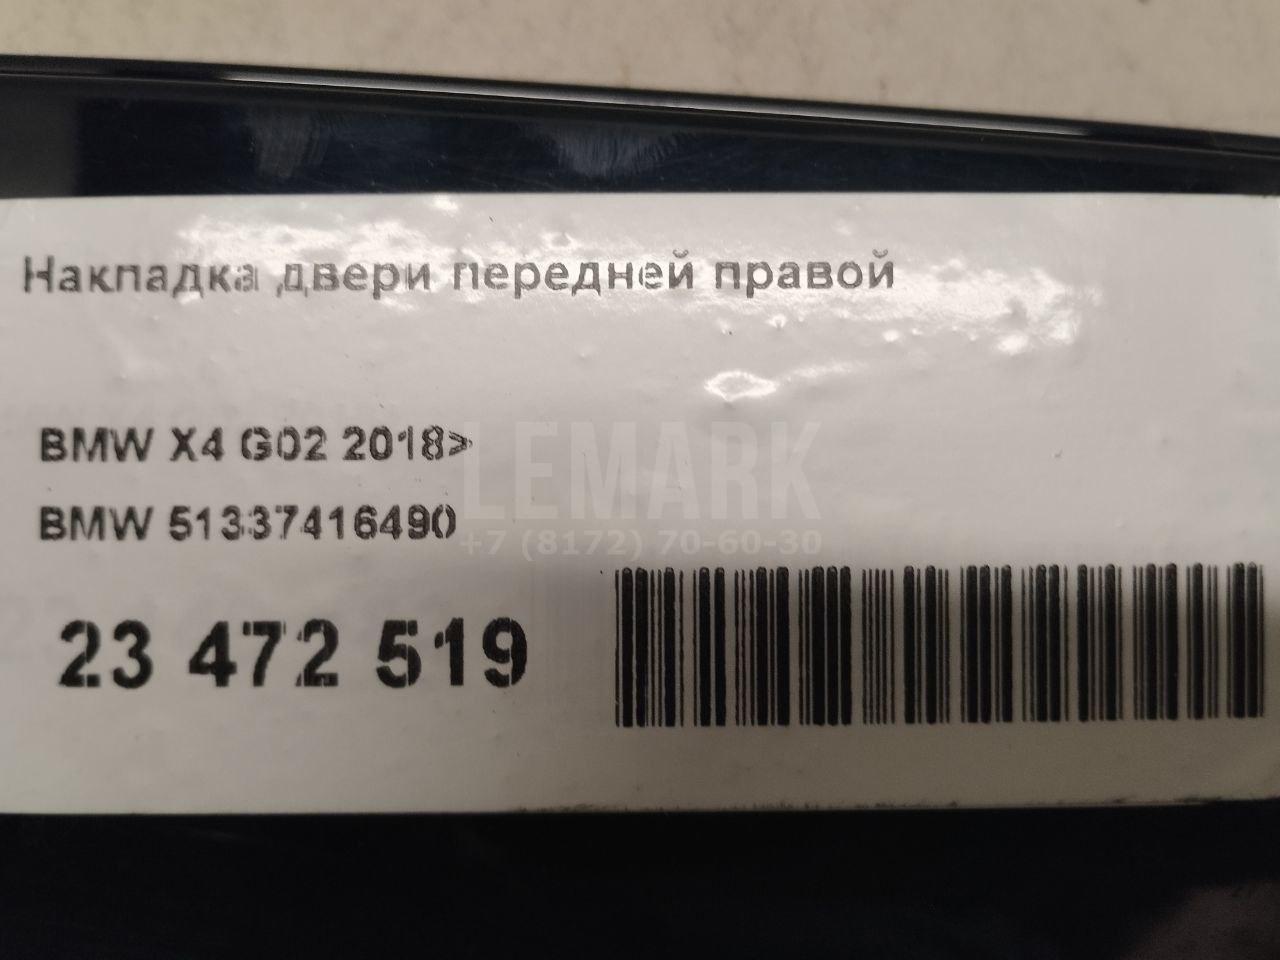 Накладка двери передней правой
BMW X4 G02 2018>
LEMARK
BMW 51337416490
+7 (8172) 70-60-30
23 472 519